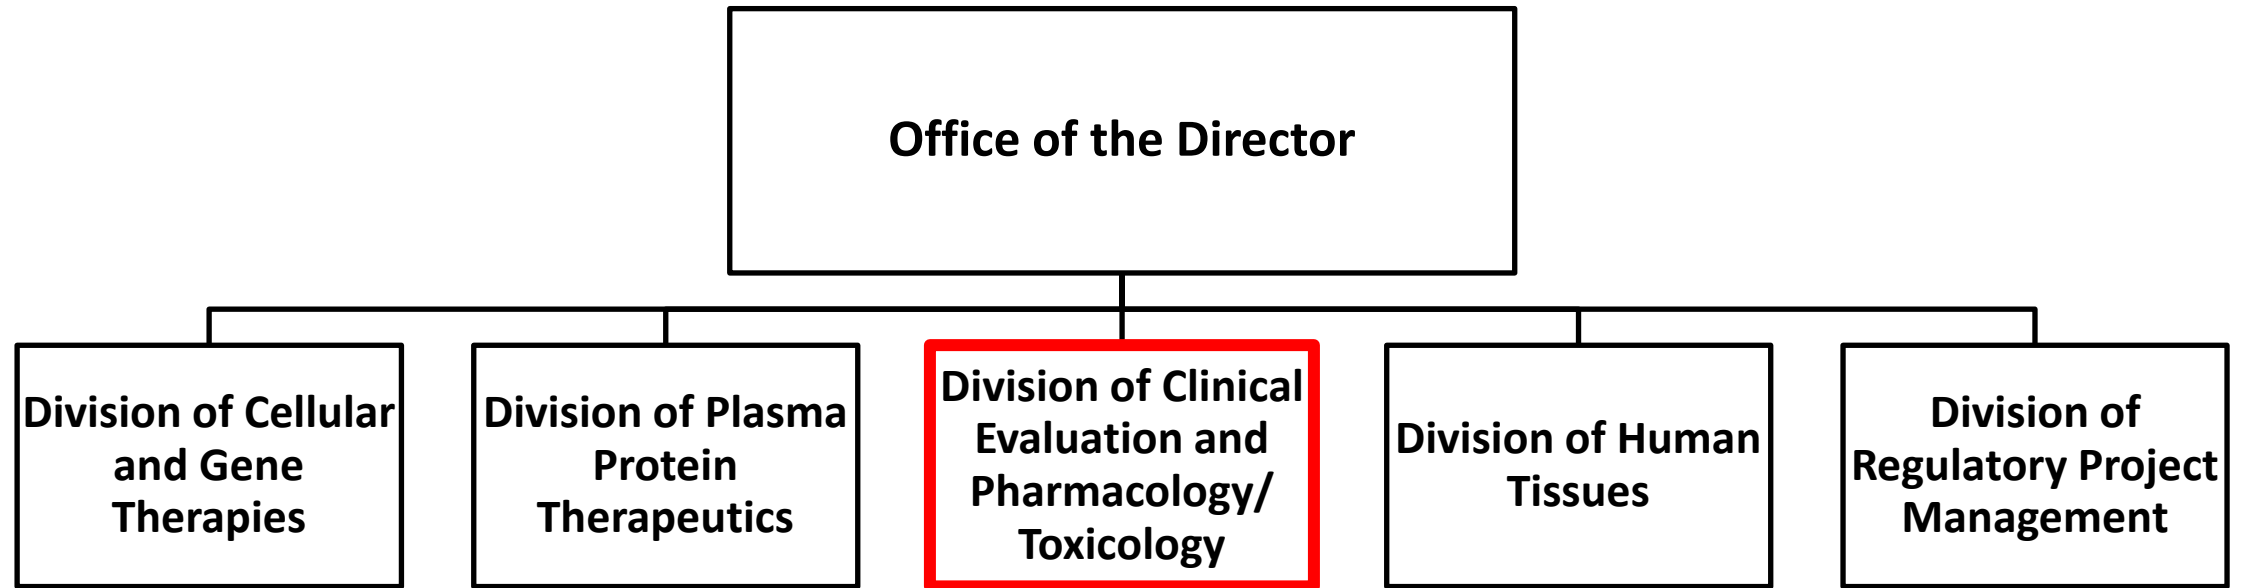 Office of the Director
Division of Cellular
and Gene
Therapies
Division of Plasma
Protein
Therapeutics
Division of Clinical
Evaluation and
Pharmacology/
Toxicology
Division of Human
Tissues
Division of
Regulatory Project
Management